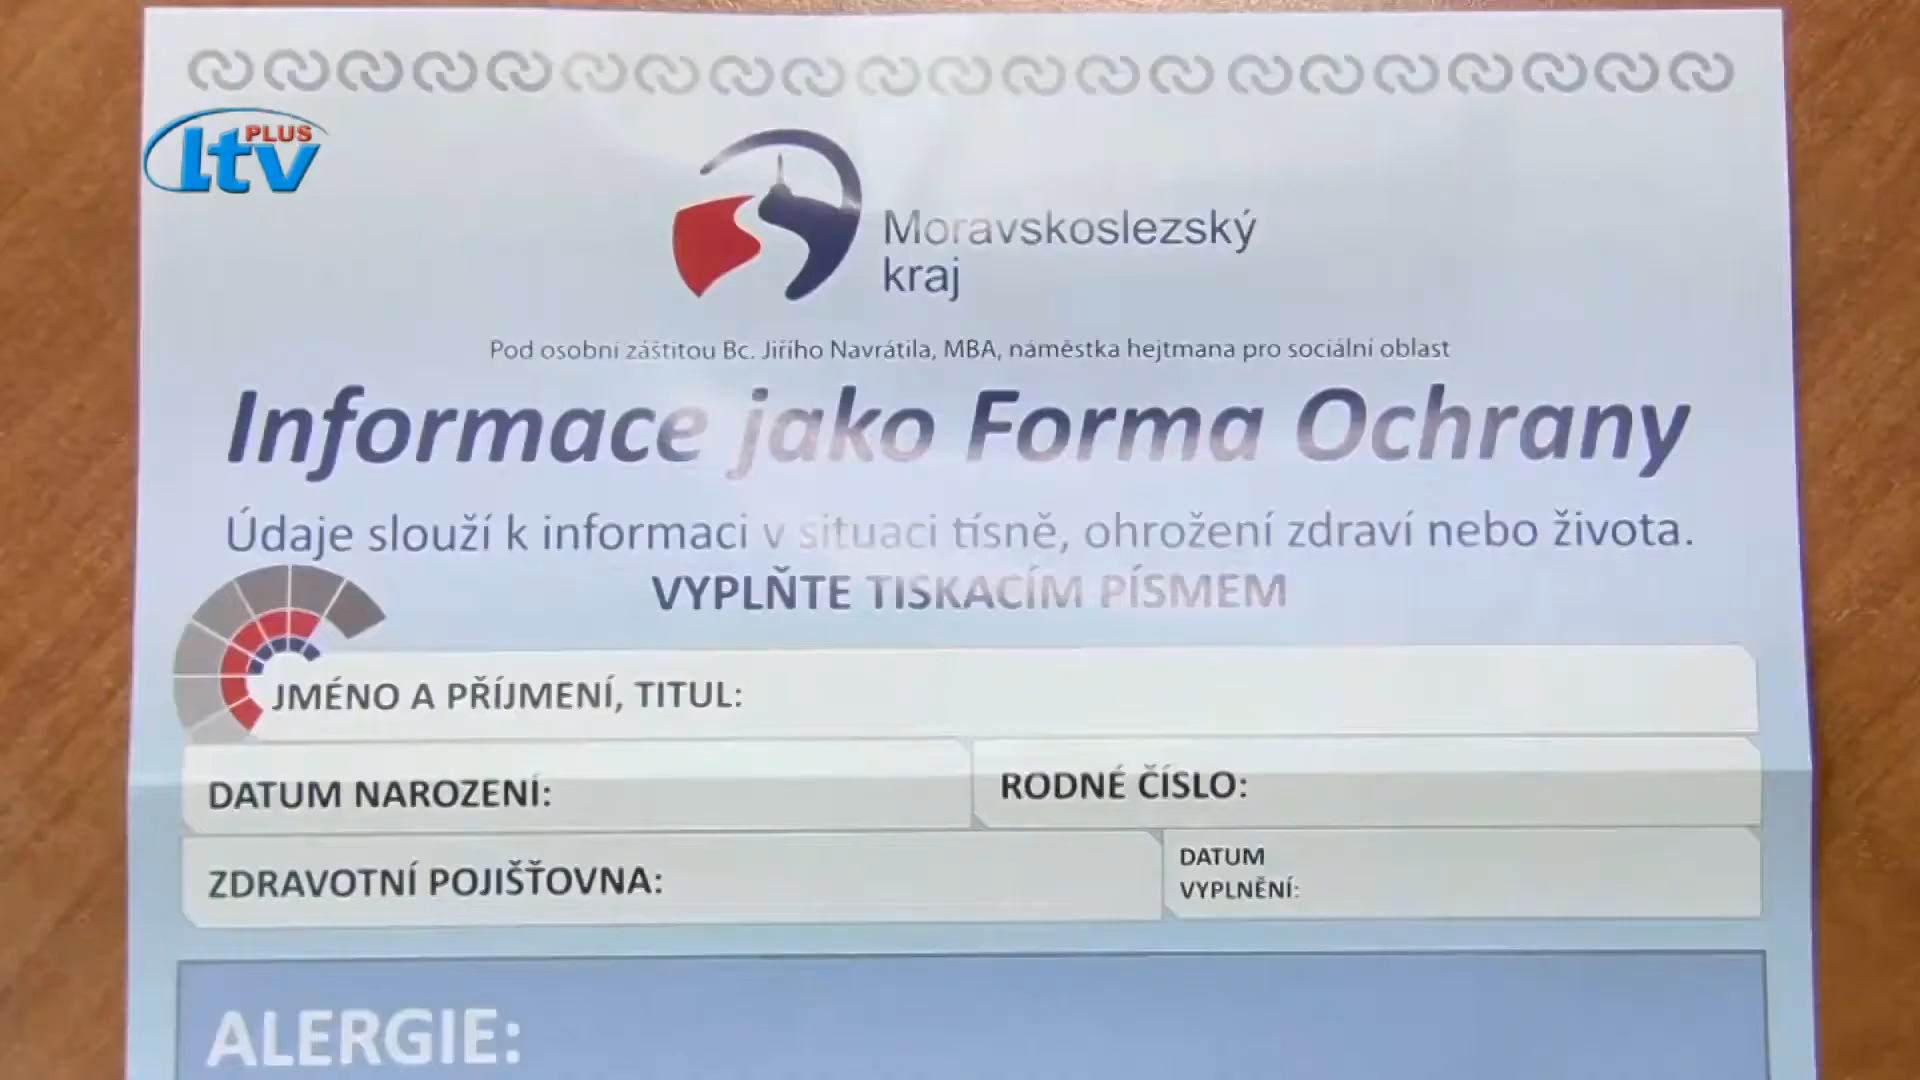 ltv PLUS
Moravskoslezský
kraj
Pod osobní záštitou Bc. Jiřího Navrátila, MBA, náměstka hejtmana pro sociální oblast
Informace jako Forma Ochrany
Údaje slouží k informaci v situaci tísně, ohrožení zdraví nebo života.
VYPLŇTE TISKACÍM PÍSMEM
JMÉNO A PŘÍJMENÍ, TITUL:
DATUM NAROZENÍ:
RODNÉ ČÍSLO:
ZDRAVOTNÍ POJIŠŤOVNA:
DATUM
VYPLNĚNÍ:
ALERGIE: